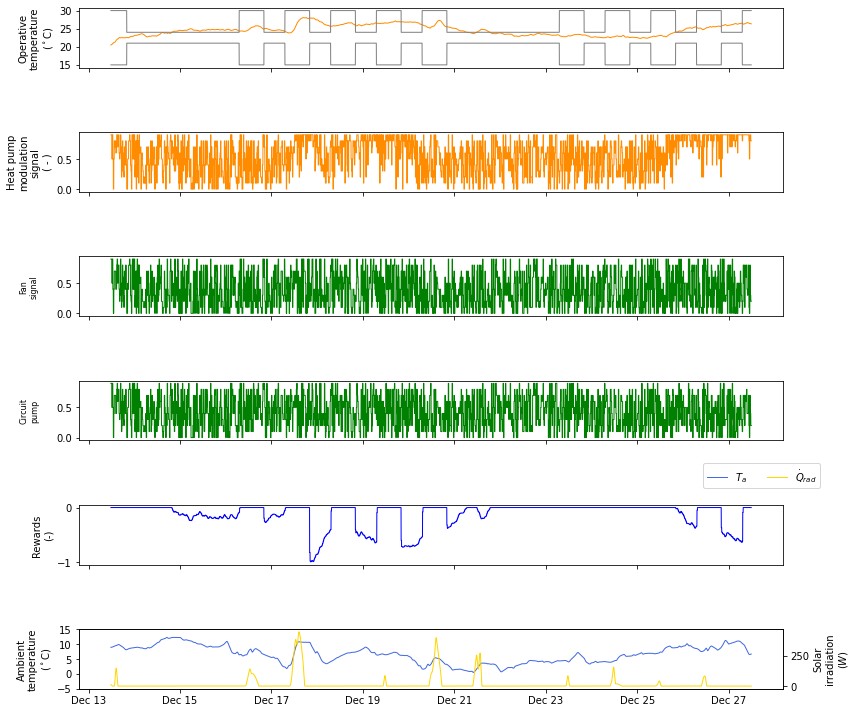 Operative
temperature
(°C)
30
25
20
15
Heat pump
modulation
signal
( - )
0.5
0.0
Fan
signal
0.5
0.0
Circuit
pump
0.5
0.0
T_a
Q̇_rad
Rewards
(-)
0
−1
Ambient
temperature
(°C)
15
10
5
0
−5
250
0
Solar
irradiation
(W)
Dec 13 Dec 15 Dec 17 Dec 19 Dec 21 Dec 23 Dec 25 Dec 27